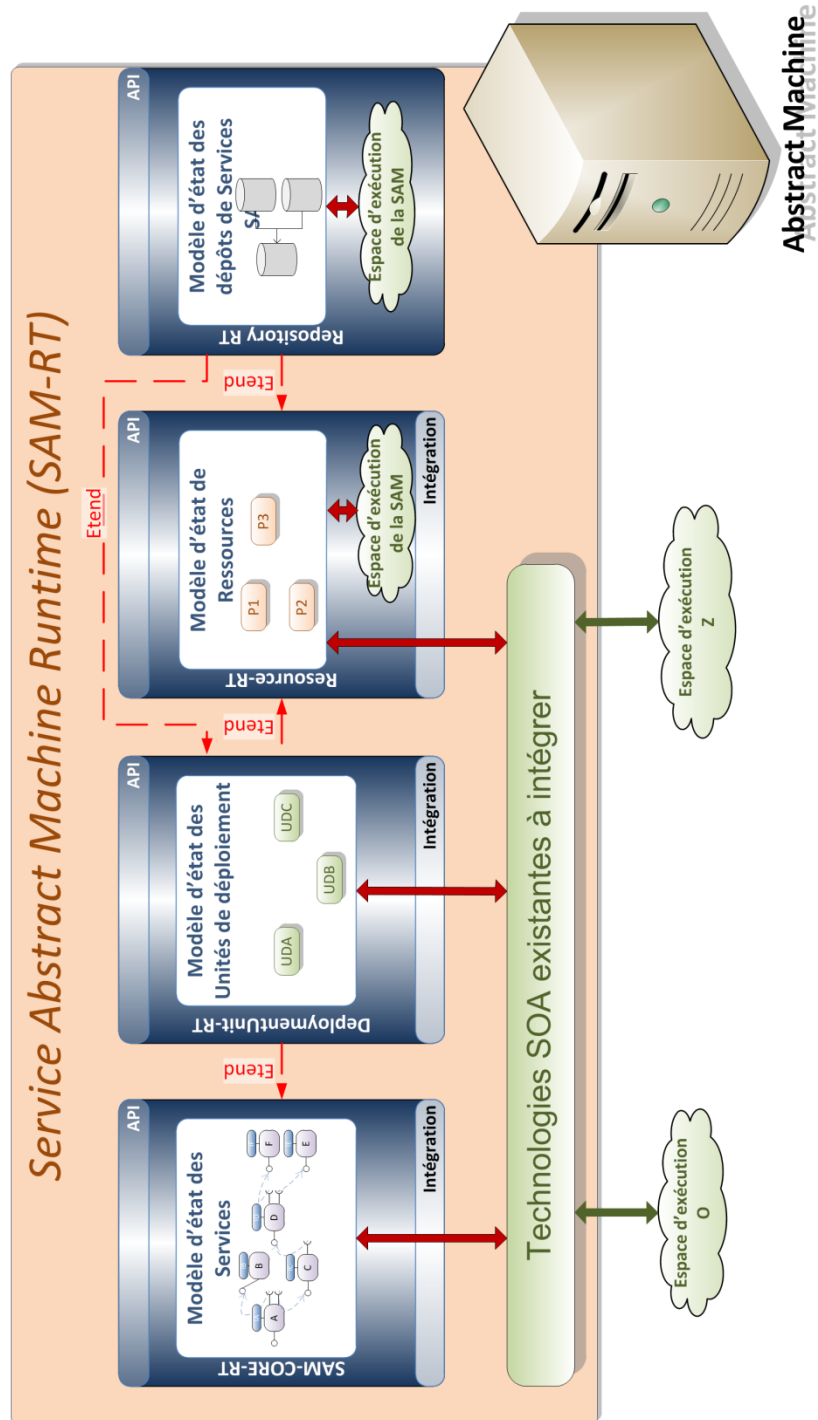 Service Abstract Machine Runtime (SAM-RT)
API
Modèle d'état des
Services
A
B
C
D
F
E
SAM-CORE-RT
Intégration
Etend
API
Modèle d'état des
Unités de déploiement
UDA
UDB
UDC
DeploymentUnit-RT
Intégration
Etend
Etend
API
Modèle d'état de
Ressources
P1
P2
P3
Resource-RT
Espace d'exécution
de la SAM
Intégration
Etend
API
Modèle d'état des
dépôts de Services
SA
Repository RT
Espace d'exécution
de la SAM
Technologies SOA existantes à intégrer
Espace d'exécution
O
Espace d'exécution
Z
Abstract Machine